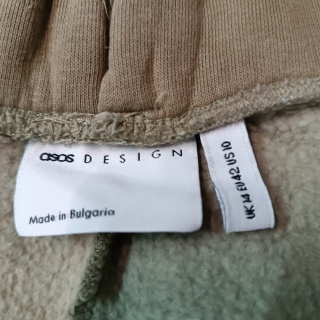 asos DESIGN
Made in Bulgaria
UK 14 EU 42 US 10